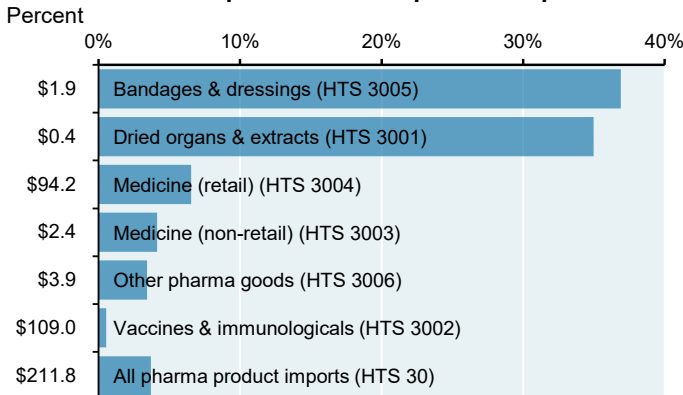 Percent
0% 10% 20% 30% 40%
$1.9 Bandages & dressings (HTS 3005)
$0.4 Dried organs & extracts (HTS 3001)
$94.2 Medicine (retail) (HTS 3004)
$2.4 Medicine (non-retail) (HTS 3003)
$3.9 Other pharma goods (HTS 3006)
$109.0 Vaccines & immunologicals (HTS 3002)
$211.8 All pharma product imports (HTS 30)